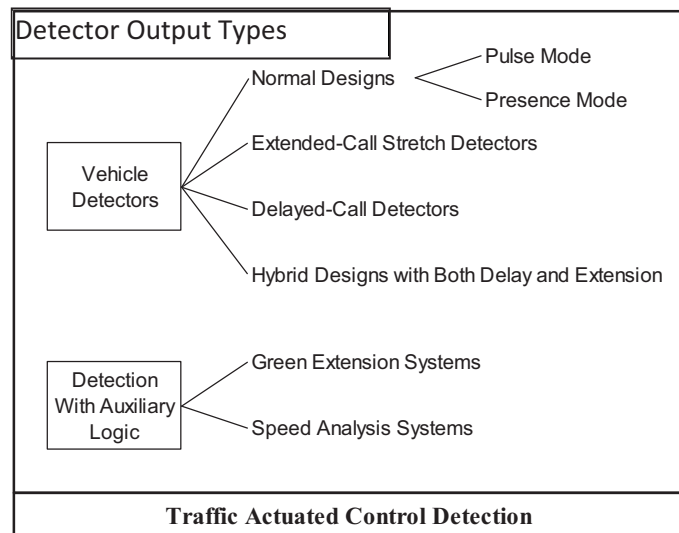 Detector Output Types
Pulse Mode
Normal Designs
Presence Mode
Extended-Call Stretch Detectors
Vehicle
Detectors
Delayed-Call Detectors
Hybrid Designs with Both Delay and Extension
Green Extension Systems
Detection
With Auxiliary
Logic
Speed Analysis Systems
Traffic Actuated Control Detection